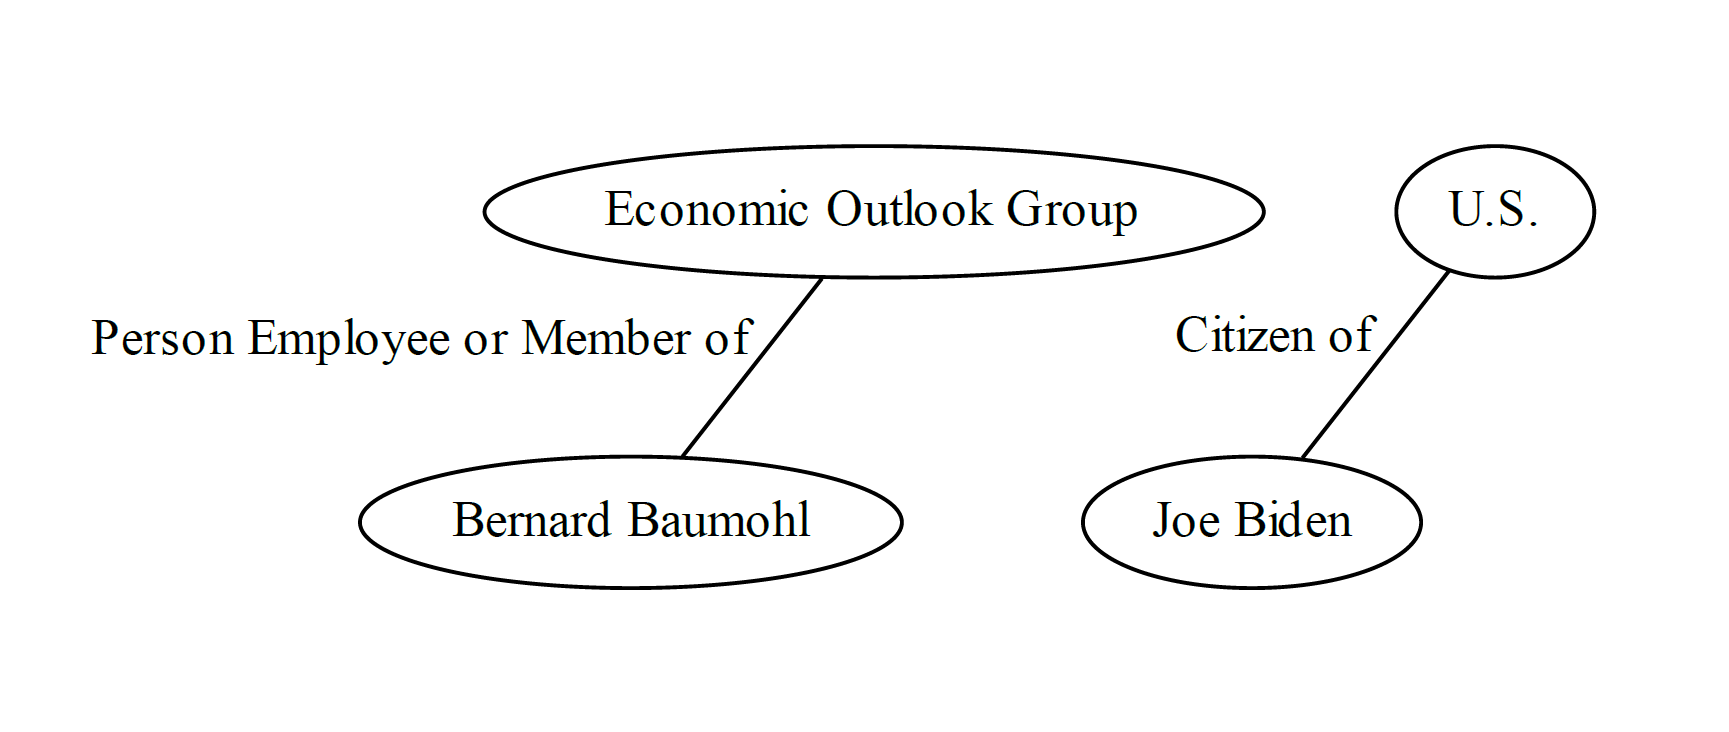 Economic Outlook Group
U.S.
Person Employee or Member of
Citizen of
Bernard Baumohl
Joe Biden